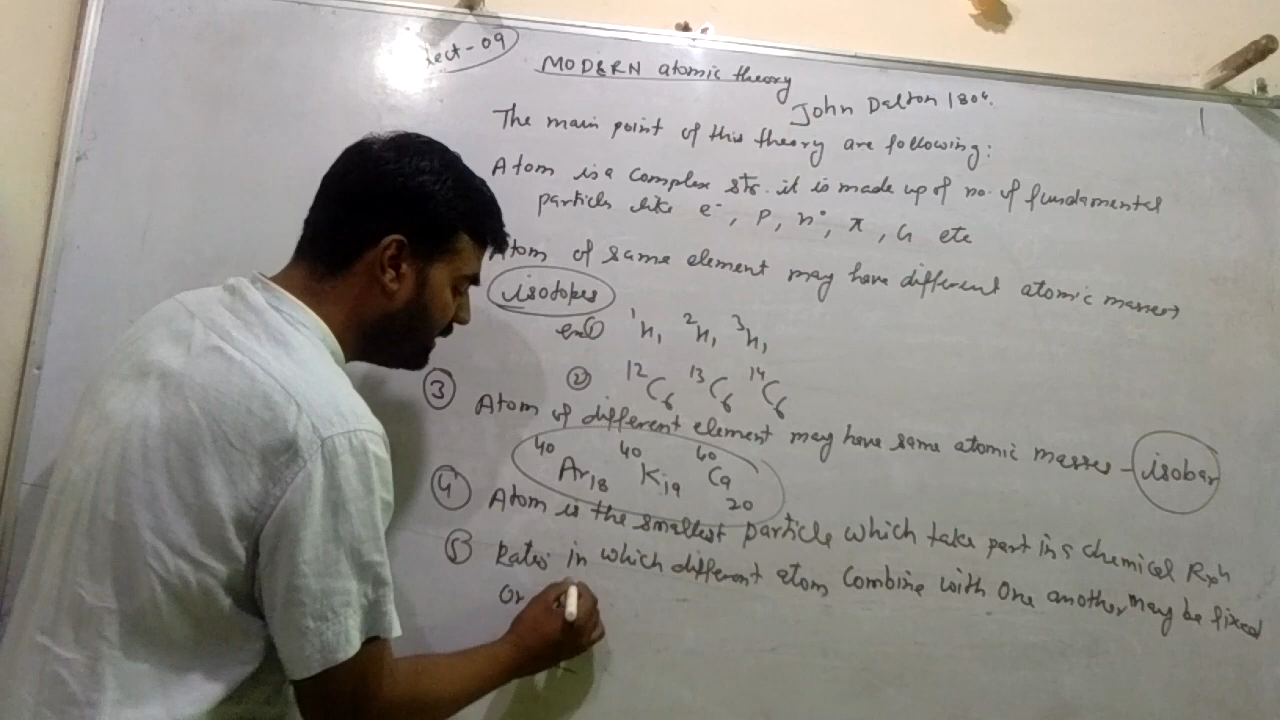 Lect-09
MODERN atomic theory
John Dalton 1804.
The main point of this theory are following:
Atom is a complex str. it is made up of no. of fundamental
particles like e⁻, p, n°, π, etc
Atom of same element may have different atomic masses
isotopes
ex① ¹H₁ ²H₁ ³H₁
② ¹²C₆ ¹³C₆ ¹⁴C₆
③ Atom of different element may have same atomic masses - isobar
⁴⁰Ar₁₈ ⁴⁰K₁₉ ⁴⁰Ca₂₀
④ Atom is the smallest particle which take part in a chemical Rxⁿ
⑤ Ratio in which different atom combine with one another may be fixed
or